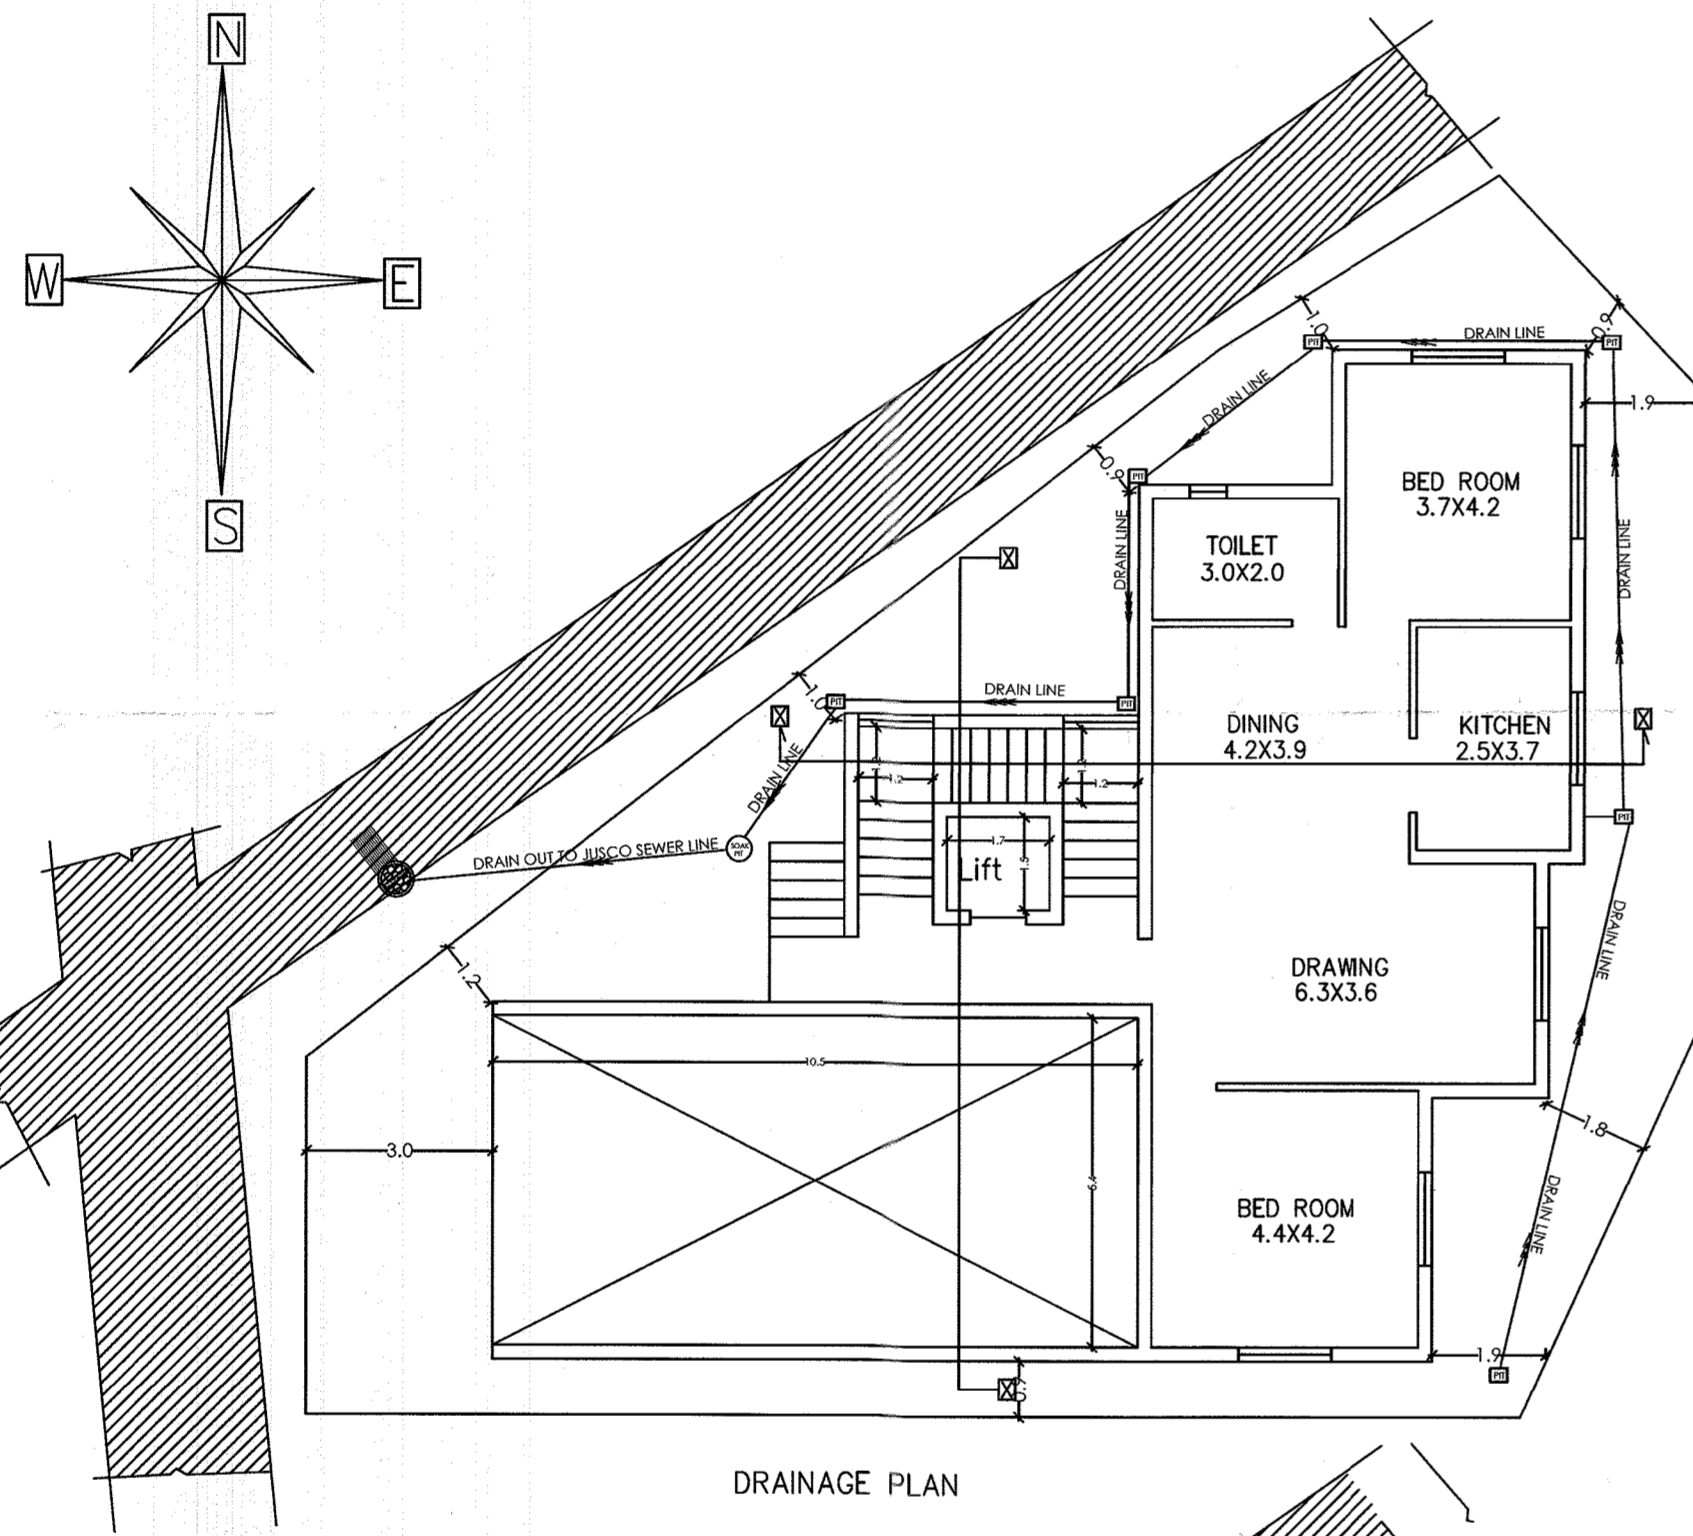 N
W
E
S
DRAIN LINE
1.0
0.9
PIT
PIT
1.9
DRAIN LINE
0.9
PIT
BED ROOM
3.7X4.2
TOILET
3.0X2.0
DRAIN LINE
DRAIN LINE
DRAIN LINE
1.0
PIT
PIT
DINING
4.2X3.9
KITCHEN
2.5X3.7
1.2
1.2
DRAIN LINE
PIT
1.7
Lift
SOAK
PIT
DRAIN OUT TO JUSCO SEWER LINE
DRAIN LINE
1.2
DRAWING
6.3X3.6
10.5
3.0
1.8
BED ROOM
4.4X4.2
DRAIN LINE
1.9
PIT
0.9
DRAINAGE PLAN